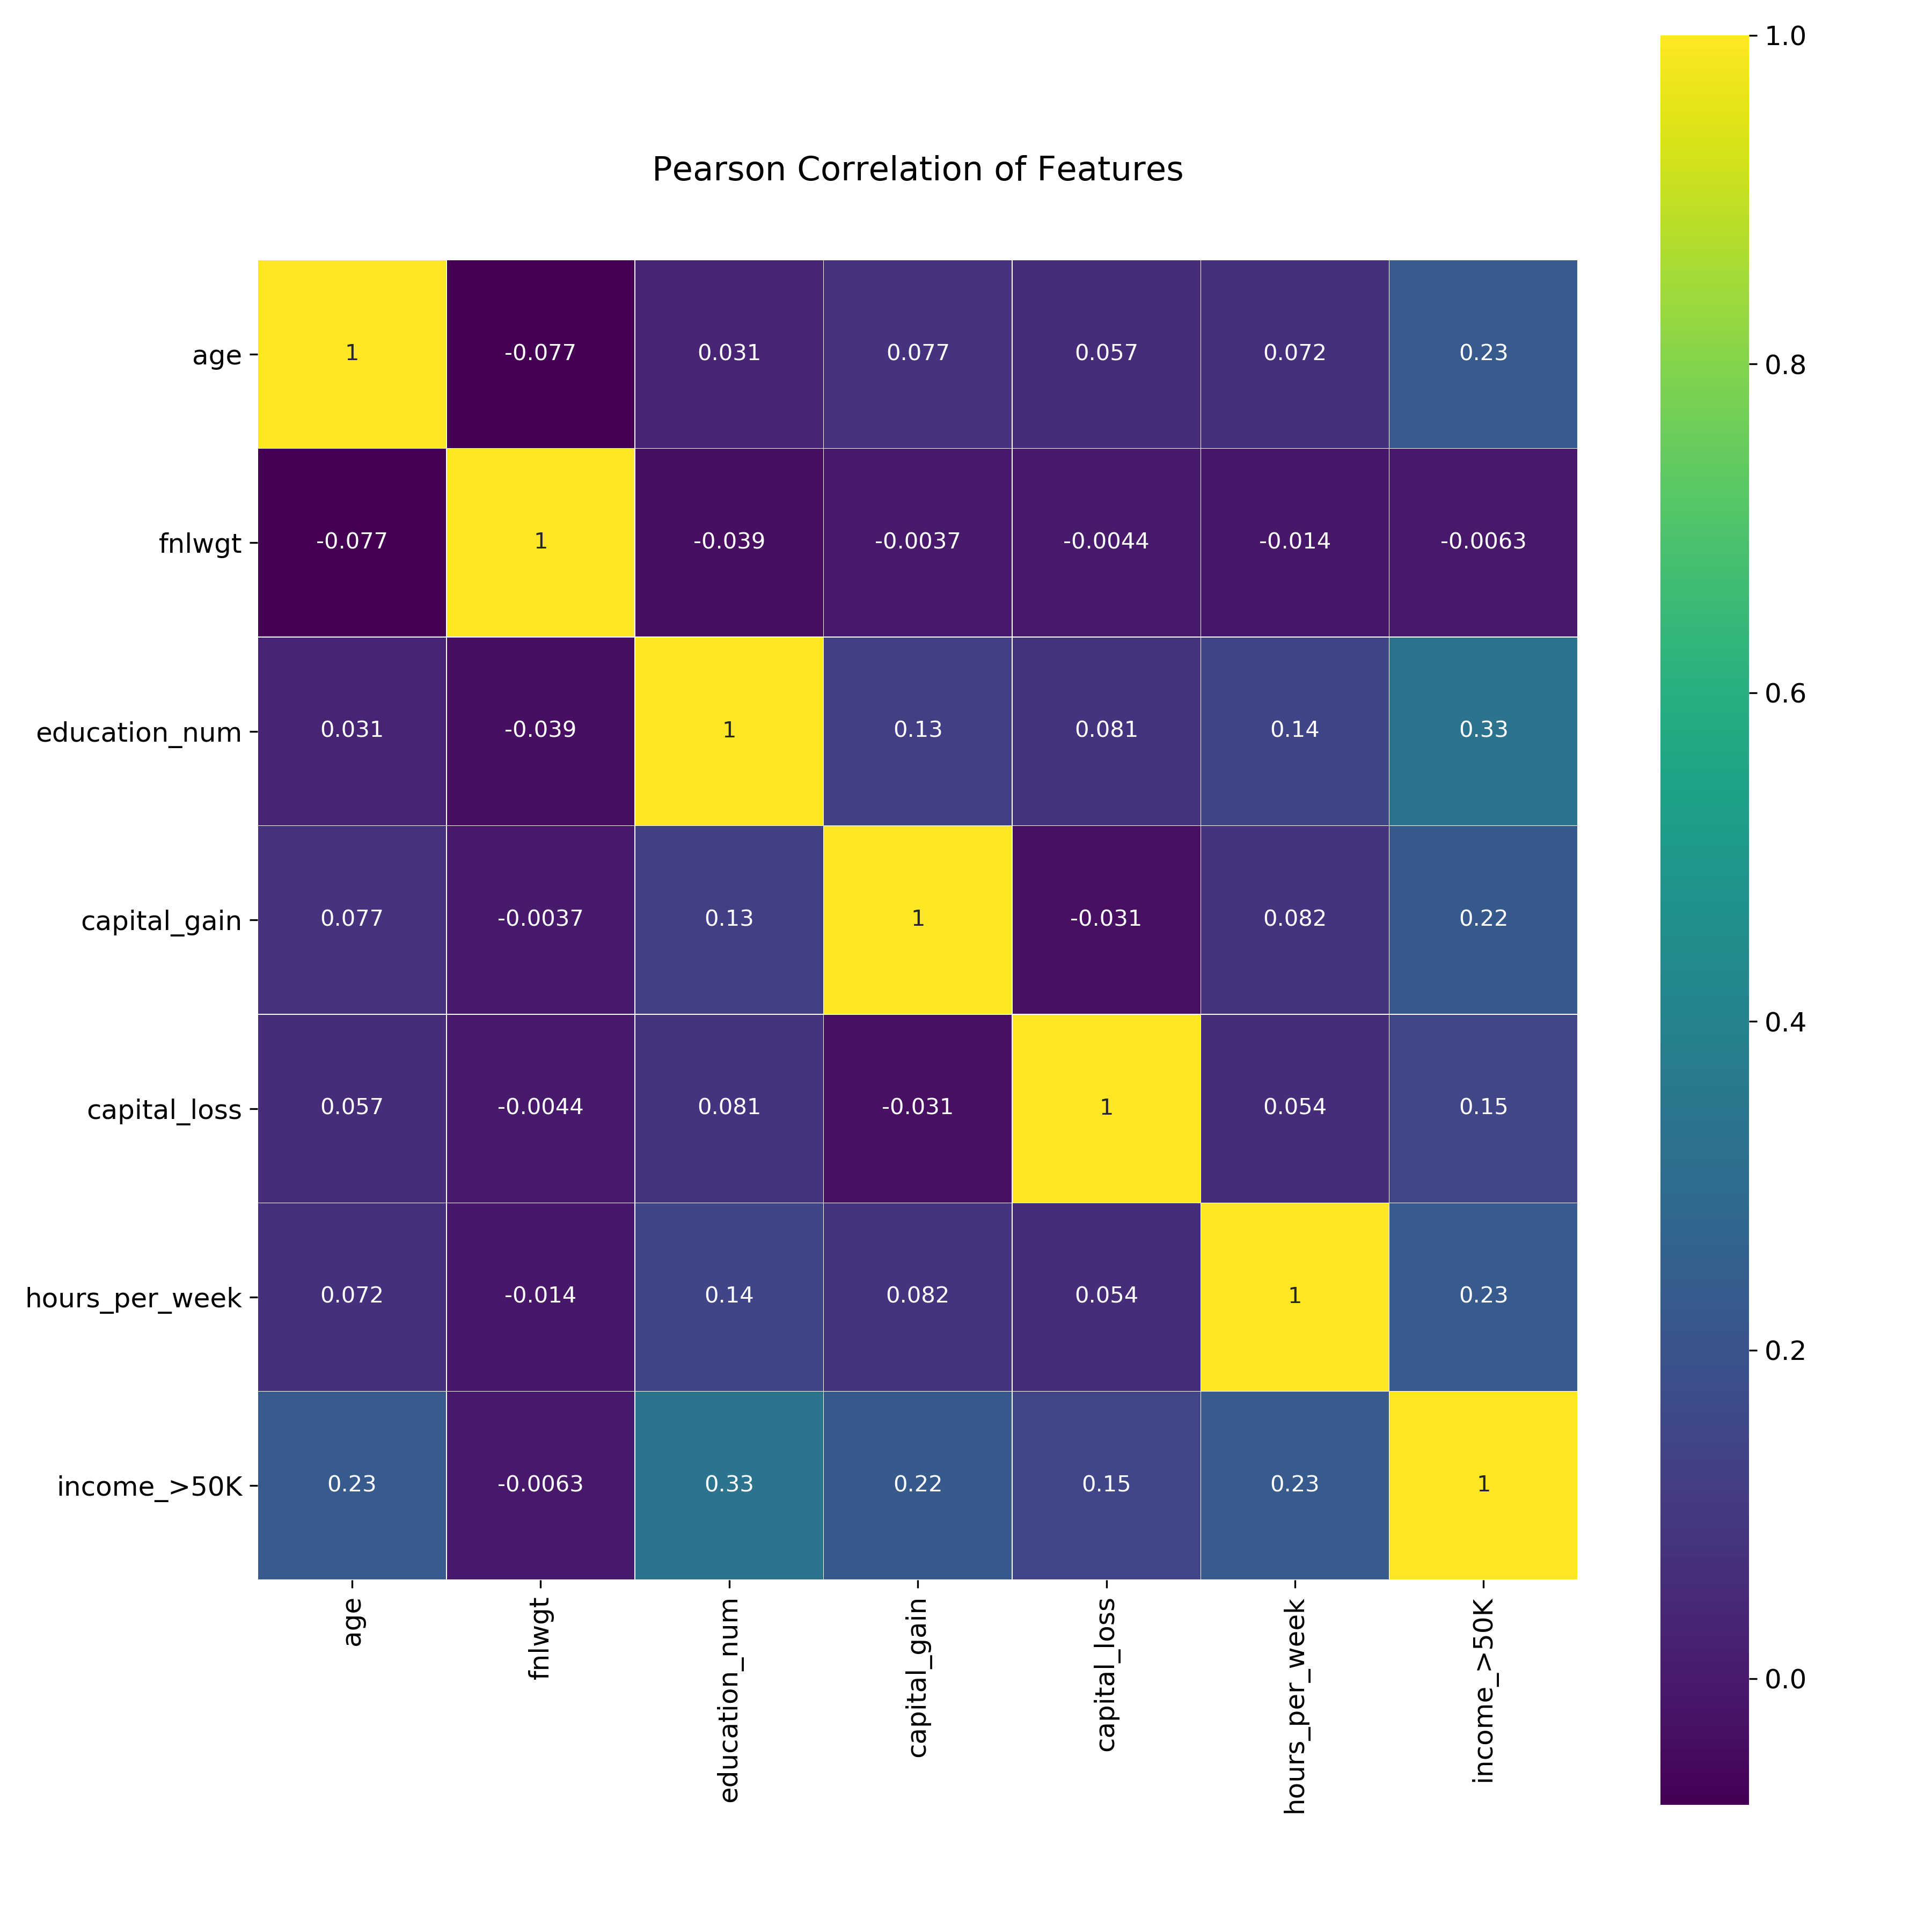 Pearson Correlation of Features
age 1 -0.077 0.031 0.077 0.057 0.072 0.23
fnlwgt -0.077 1 -0.039 -0.0037 -0.0044 -0.014 -0.0063
education_num 0.031 -0.039 1 0.13 0.081 0.14 0.33
capital_gain 0.077 -0.0037 0.13 1 -0.031 0.082 0.22
capital_loss 0.057 -0.0044 0.081 -0.031 1 0.054 0.15
hours_per_week 0.072 -0.014 0.14 0.082 0.054 1 0.23
income_>50K 0.23 -0.0063 0.33 0.22 0.15 0.23 1
age
fnlwgt
education_num
capital_gain
capital_loss
hours_per_week
income_>50K
1.0
0.8
0.6
0.4
0.2
0.0